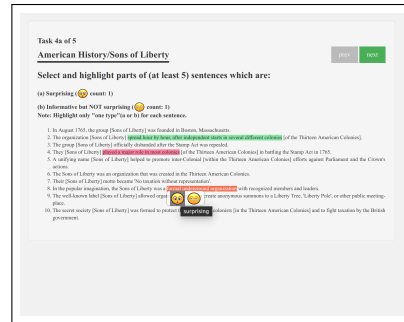 Task 4a of 5
American History/Sons of Liberty
prev
next
Select and highlight parts of (at least 5) sentences which are:
(a) Surprising ( count: 1)
(b) Informative but NOT surprising ( count: 1)
Note: Highlight only "one type"(a or b) for each sentence.
1. In August 1765, the group [Sons of Liberty] was founded in Boston, Massachusetts.
2. The organization [Sons of Liberty] spread hour by hour, after independent starts in several different colonies [of the Thirteen American Colonies].
3. The group [Sons of Liberty] officially disbanded after the Stamp Act was repealed.
4. They [Sons of Liberty] played a major role in most colonies [of the Thirteen American Colonies] in battling the Stamp Act in 1765.
5. A unifying name [Sons of Liberty] helped to promote inter-Colonial [within the Thirteen American Colonies] efforts against Parliament and the Crown's
actions.
6. The Sons of Liberty was an organization that was created in the Thirteen American Colonies.
7. Their [Sons of Liberty] motto became 'No taxation without representation'.
8. In the popular imagination, the Sons of Liberty was a formal underground organization with recognized members and leaders.
9. The well-known label [Sons of Liberty] allowed orga create anonymous summons to a Liberty Tree, 'Liberty Pole', or other public meeting-
place.
surprising
10. The secret society [Sons of Liberty] was formed to protect colonists [in the Thirteen American Colonies] and to fight taxation by the British
government.